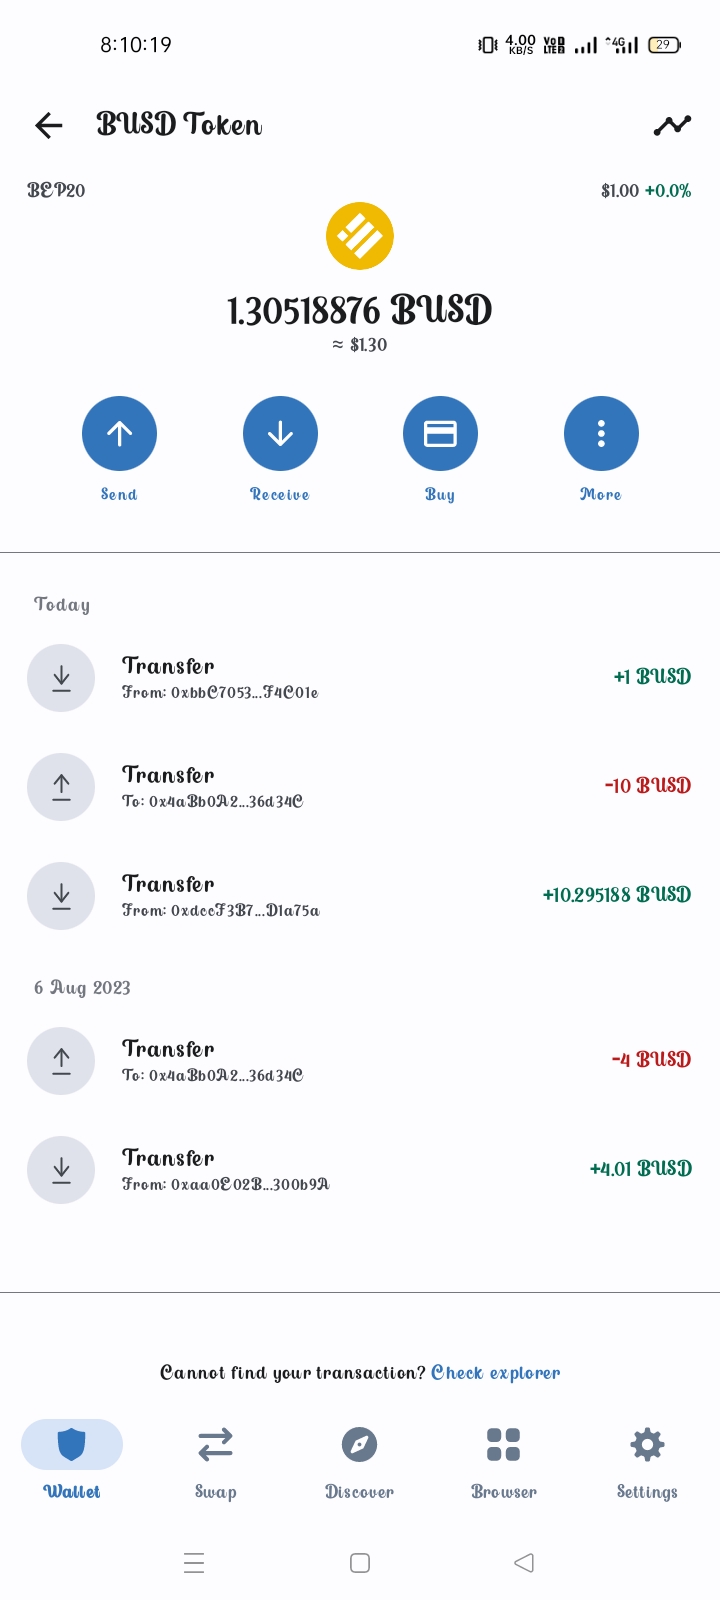 8:10:19
4.00 KB/S VoD LTE2 4G 29
BUSD Token
BEP20
$1.00 +0.0%
1.30518876 BUSD
≈ $1.30
Send Receive Buy More
Today
Transfer
+1 BUSD
From: 0xbbC7053...F4C01e
Transfer
-10 BUSD
To: 0x4aBb0A2...36d34C
Transfer
+10.295188 BUSD
From: 0xdccF3B7...D1a75a
6 Aug 2023
Transfer
-4 BUSD
To: 0x4aBb0A2...36d34C
Transfer
+4.01 BUSD
From: 0xaa0E02B...300b9A
Cannot find your transaction? Check explorer
Wallet Swap Discover Browser Settings